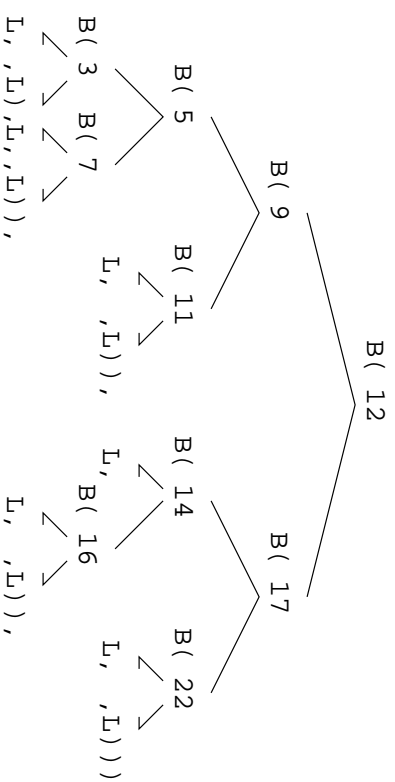 B( 12
B( 9 B( 17
B( 5 B( 11 B( 14 B( 22
L, ,L)), L, L, ,L)))
B( 3 B( 7 B( 16
L, ,L),L, ,L)), L, ,L)),